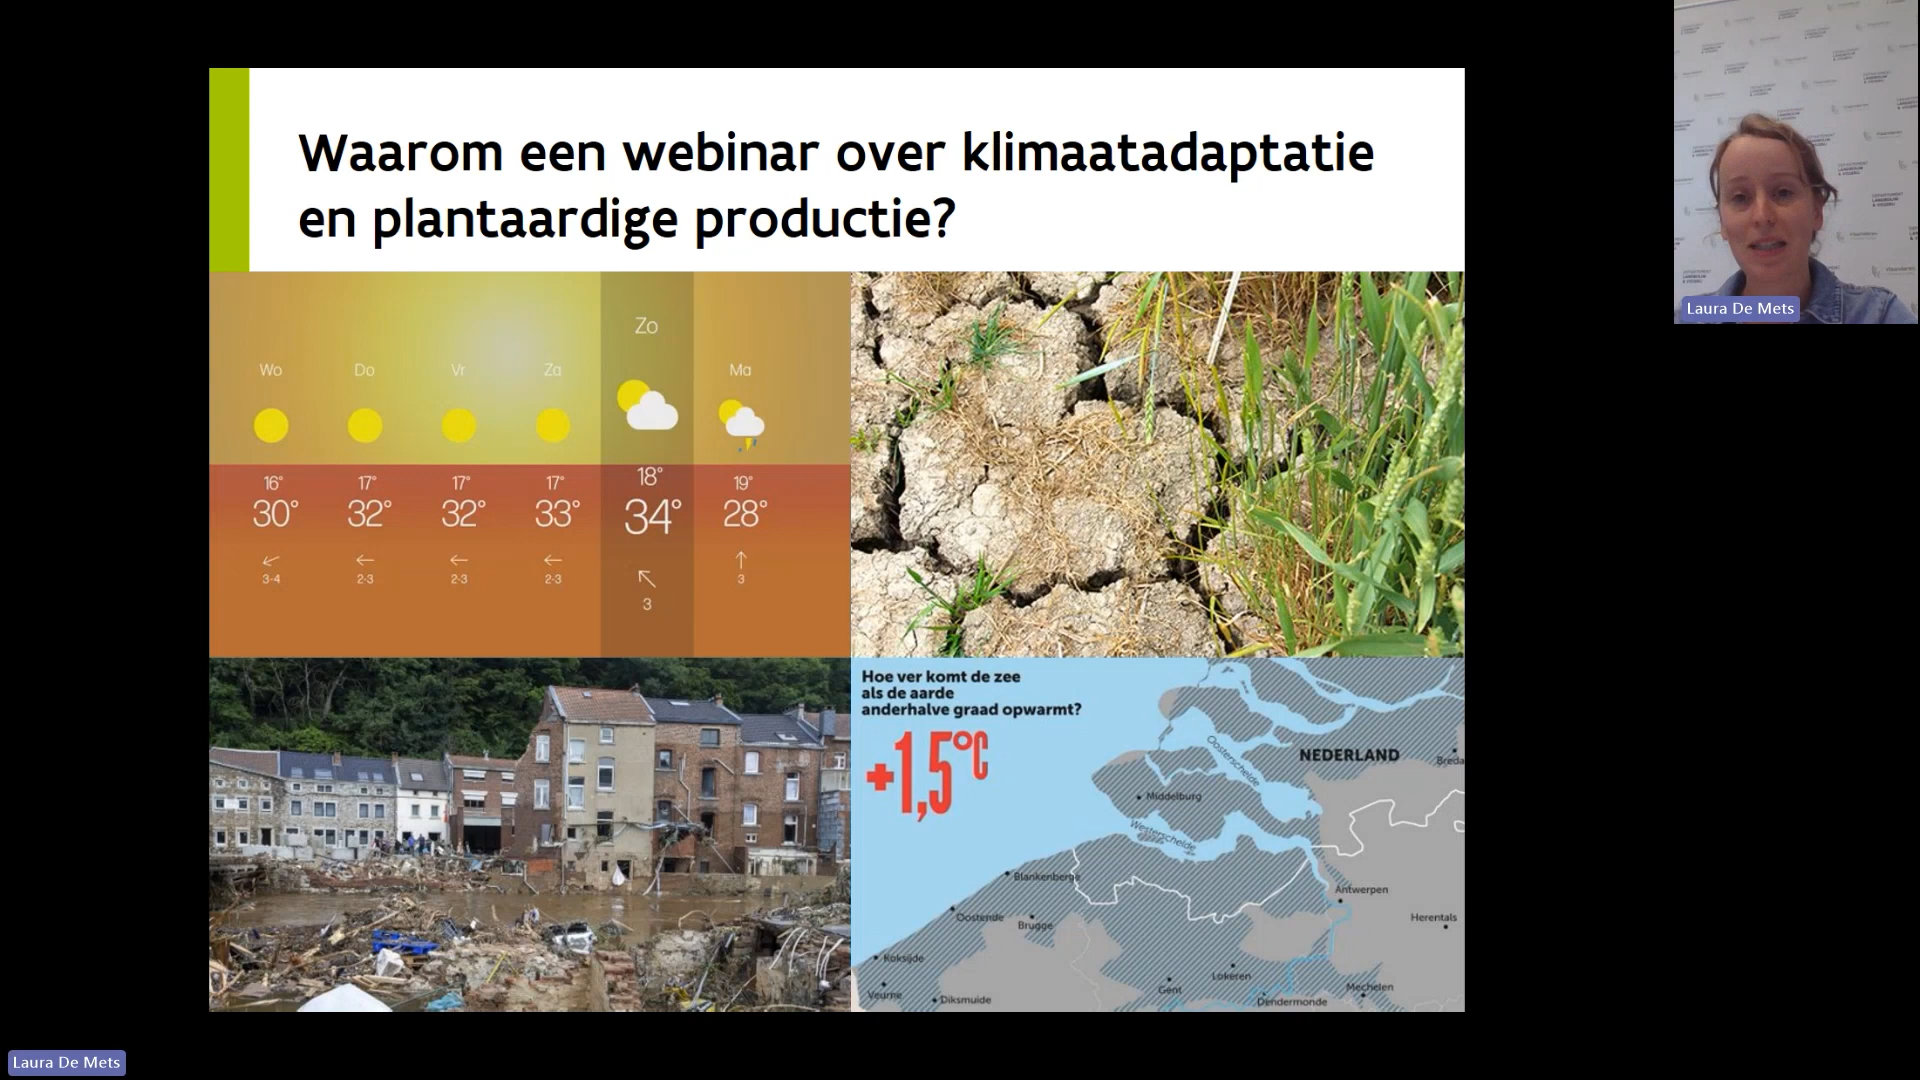 Waarom een webinar over klimaatadaptatie
en plantaardige productie?
Wo Do Vr Za Zo Ma
16° 17° 17° 17° 18° 19°
30° 32° 32° 33° 34° 28°
3-4 2-3 2-3 2-3 3 3
Hoe ver komt de zee
als de aarde
anderhalve graad opwarmt?
+1,5°C
NEDERLAND
Breda
Oosterschelde
Middelburg
Westerschelde
Blankenberge
Antwerpen
Oostende
Brugge
Herentals
Koksijde
Lokeren
Gent
Mechelen
Veurne
Diksmuide
Dendermonde
Laura De Mets
Laura De Mets